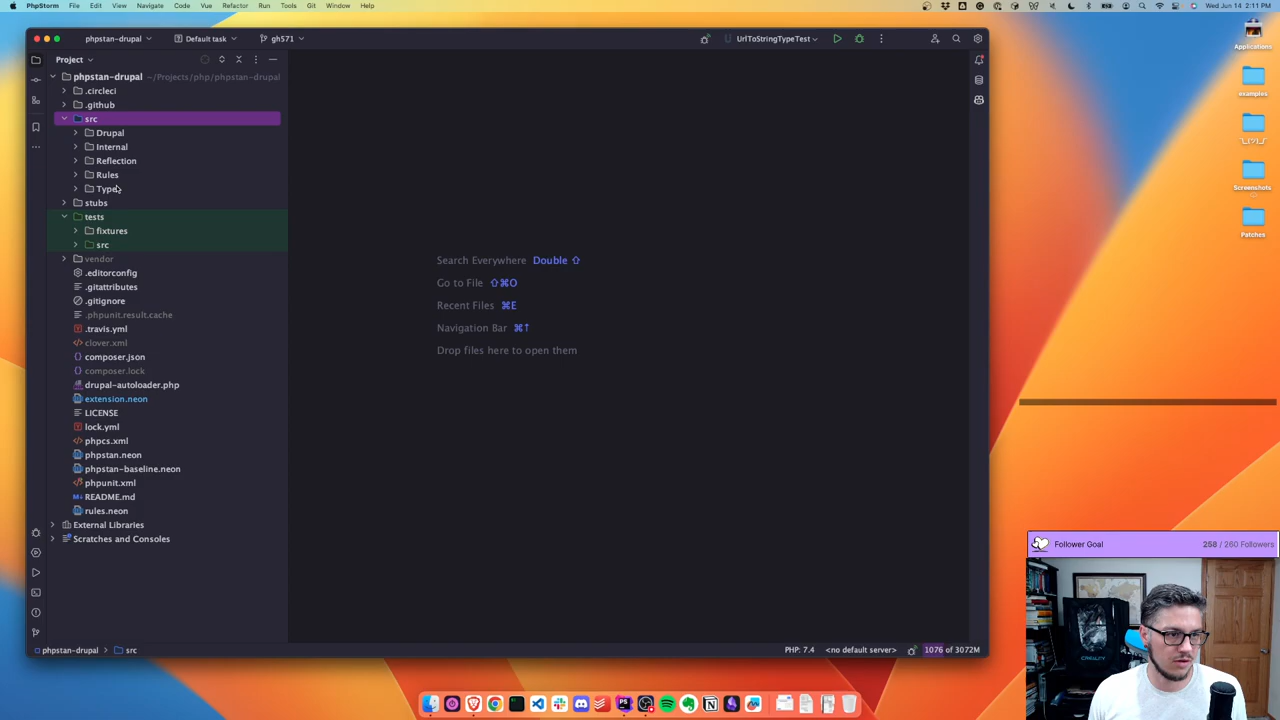 PhpStorm File Edit View Navigate Code Vue Refactor Run Tools Git Window Help
Wed Jun 14 2:11 PM
phpstan-drupal
Default task
gh571
UrlToStringTypeTest
Project
phpstan-drupal ~/Projects/php/phpstan-drupal
.circleci
.github
src
Drupal
Internal
Reflection
Rules
Type
stubs
tests
fixtures
src
vendor
.editorconfig
.gitattributes
.gitignore
.phpunit.result.cache
.travis.yml
clover.xml
composer.json
composer.lock
drupal-autoloader.php
extension.neon
LICENSE
lock.yml
phpcs.xml
phpstan.neon
phpstan-baseline.neon
phpunit.xml
README.md
rules.neon
External Libraries
Scratches and Consoles
Search Everywhere Double ⇧
Go to File ⇧⌘O
Recent Files ⌘E
Navigation Bar ⌘↑
Drop files here to open them
phpstan-drupal > src
PHP: 7.4 <no default server> 1076 of 3072M
Applications
examples
¯\_(ツ)_/¯
Screenshots
Patches
Follower Goal 258 / 260 Followers
CREALITY